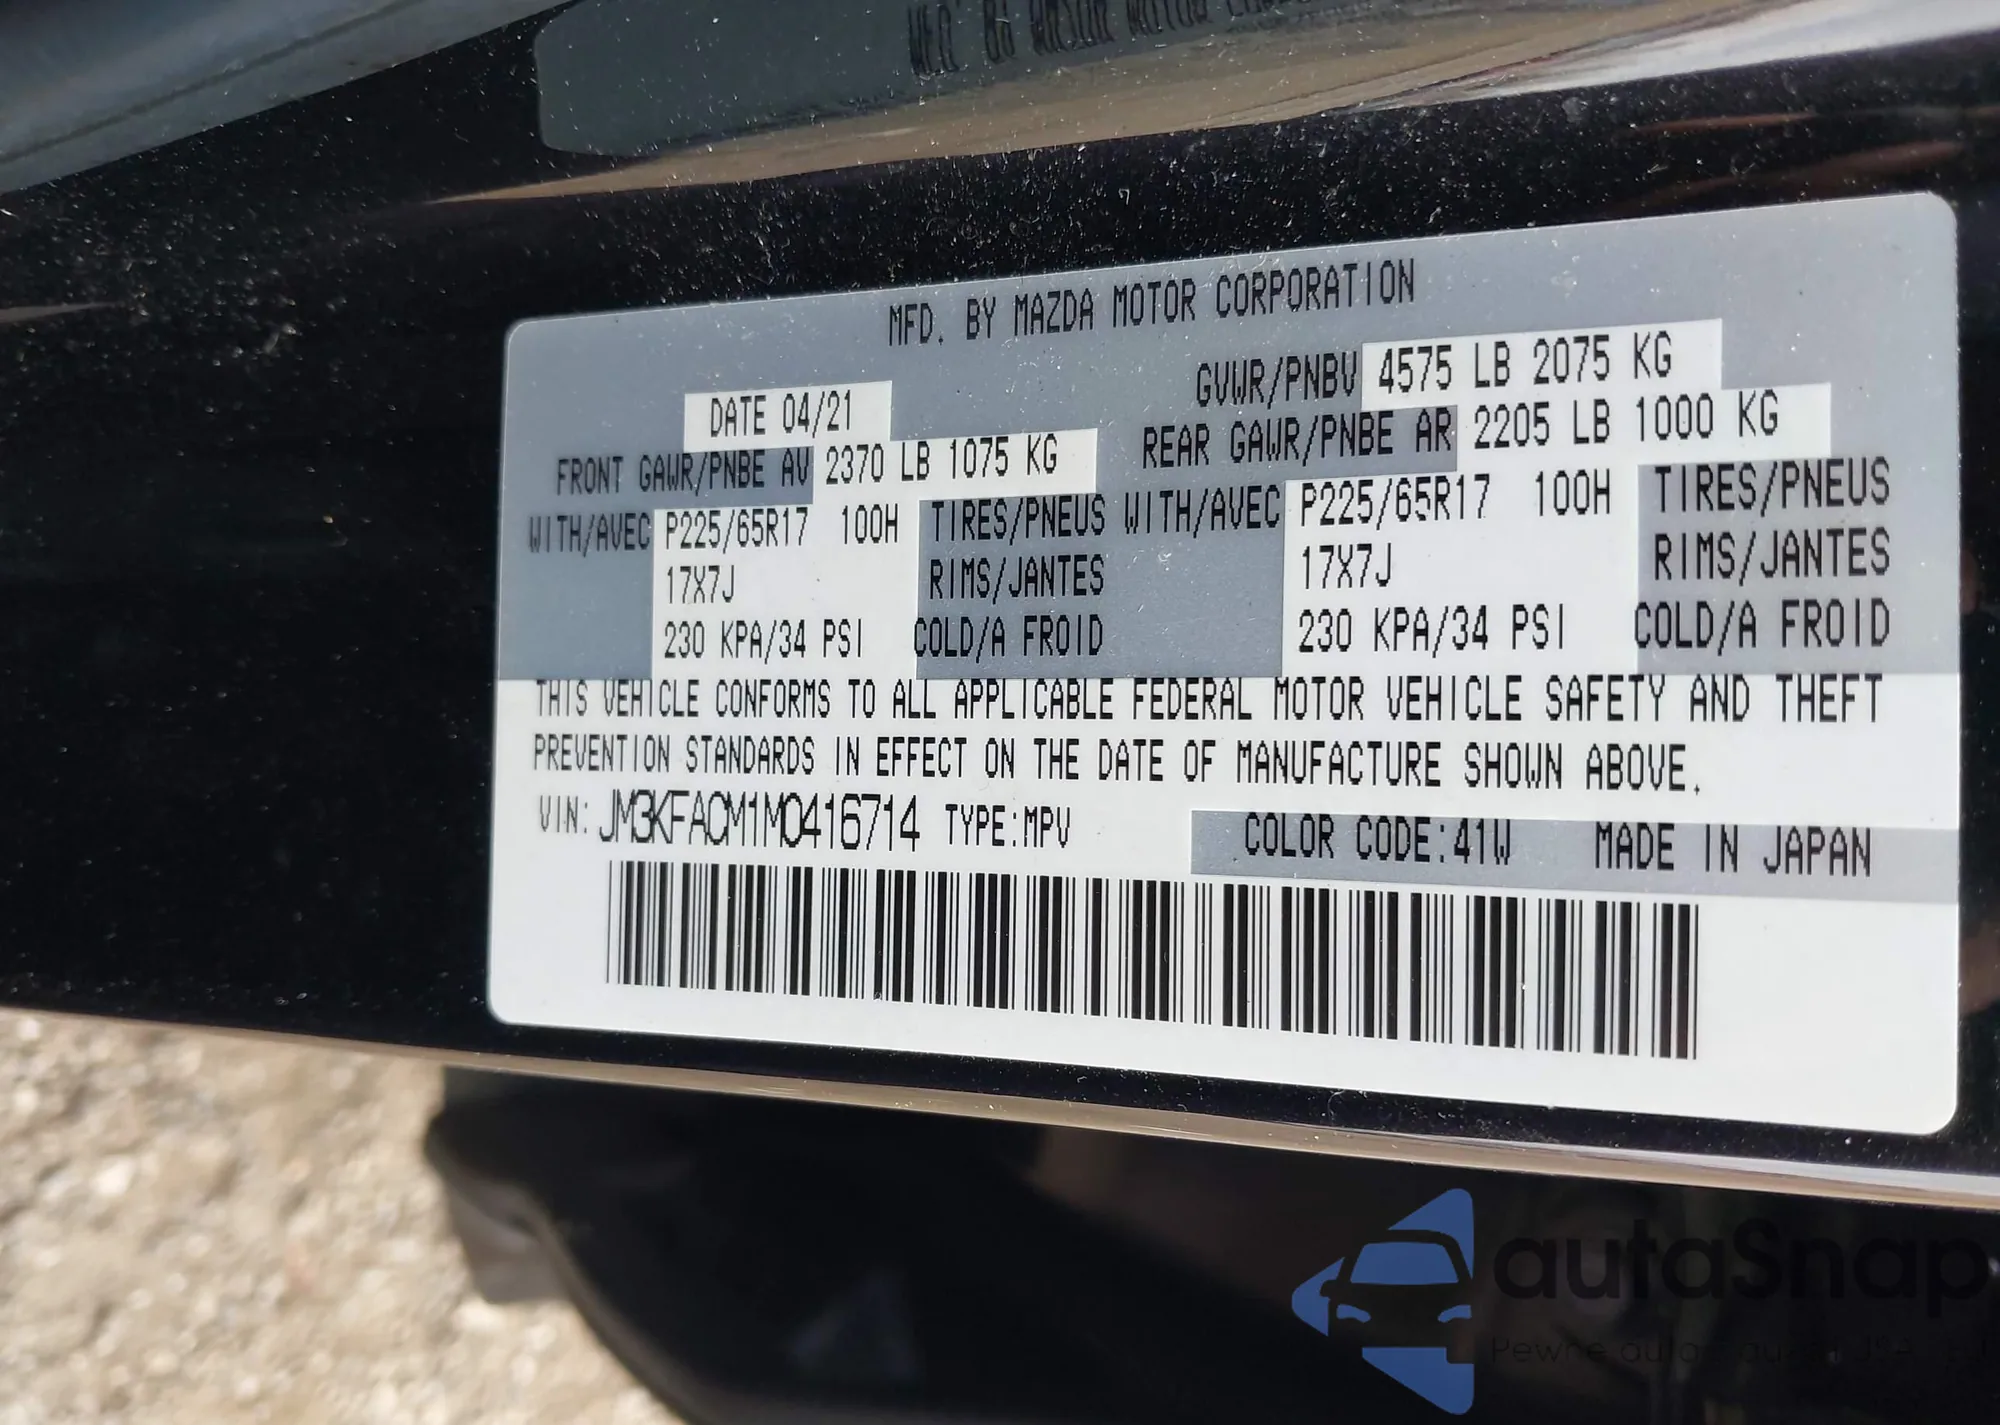 MFD. BY MAZDA MOTOR CORPORATION
DATE 04/21 GVWR/PNBV 4575 LB 2075 KG
FRONT GAWR/PNBE AV 2370 LB 1075 KG REAR GAWR/PNBE AR 2205 LB 1000 KG
WITH/AVEC P225/65R17 100H TIRES/PNEUS WITH/AVEC P225/65R17 100H TIRES/PNEUS
17X7J RIMS/JANTES 17X7J RIMS/JANTES
230 KPA/34 PSI COLD/A FROID 230 KPA/34 PSI COLD/A FROID
THIS VEHICLE CONFORMS TO ALL APPLICABLE FEDERAL MOTOR VEHICLE SAFETY AND THEFT
PREVENTION STANDARDS IN EFFECT ON THE DATE OF MANUFACTURE SHOWN ABOVE.
VIN: JM3KFACM1M0416714 TYPE:MPV COLOR CODE:41W MADE IN JAPAN
autaSnap
Pewne auta